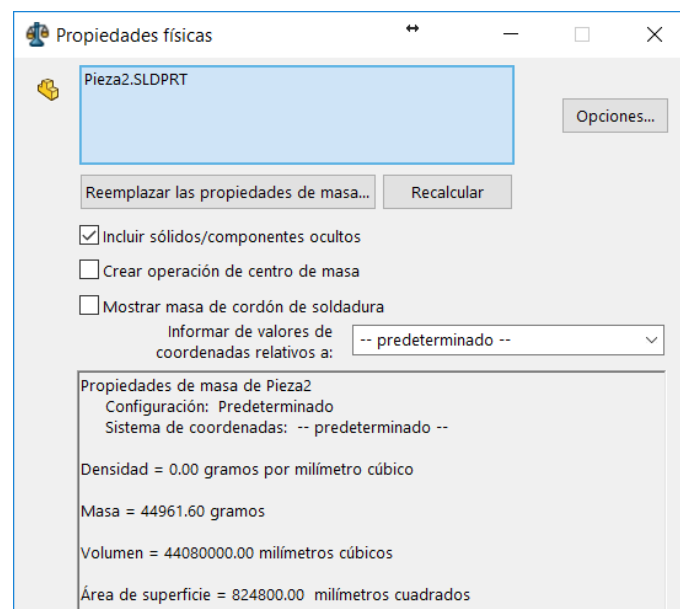 Propiedades físicas
Pieza2.SLDPRT
Opciones...
Reemplazar las propiedades de masa...
Recalcular
Incluir sólidos/componentes ocultos
Crear operación de centro de masa
Mostrar masa de cordón de soldadura
Informar de valores de
coordenadas relativos a:
-- predeterminado --
Propiedades de masa de Pieza2
Configuración: Predeterminado
Sistema de coordenadas: -- predeterminado --
Densidad = 0.00 gramos por milímetro cúbico
Masa = 44961.60 gramos
Volumen = 44080000.00 milímetros cúbicos
Área de superficie = 824800.00 milímetros cuadrados